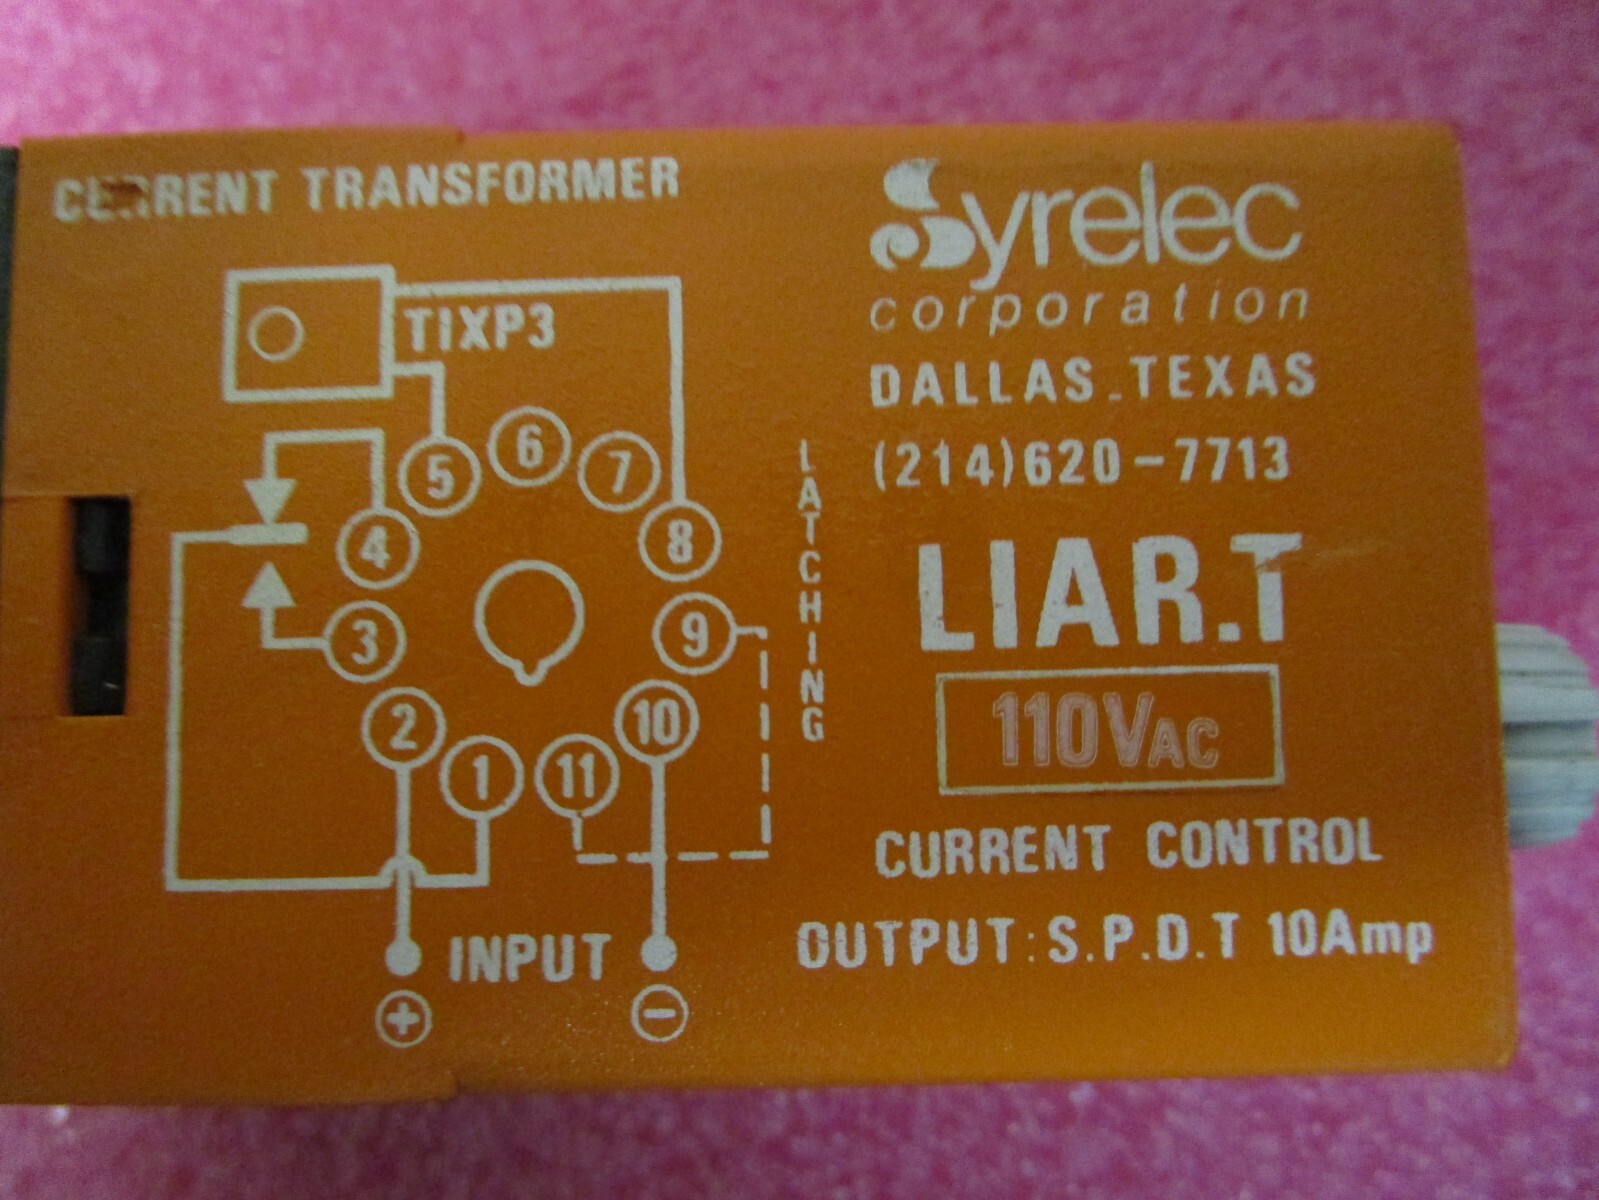 CURRENT TRANSFORMER
TIXP3
5
6
7
4
8
3
9
2
10
1
11
LATCHING
INPUT
+
−
Syrelec
corporation
DALLAS_TEXAS
(214)620-7713
LIAR.T
110VAC
CURRENT CONTROL
OUTPUT:S.P.D.T 10Amp